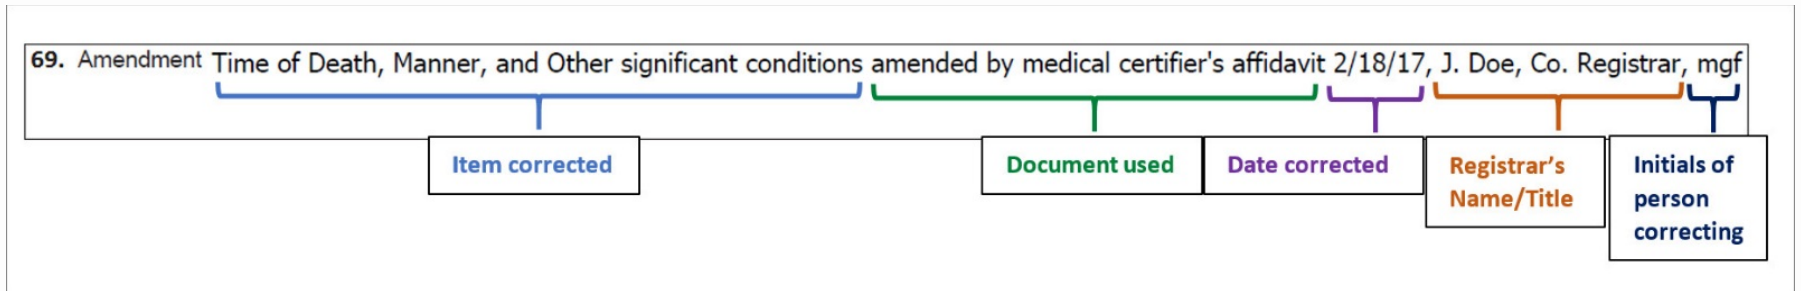 69. Amendment Time of Death, Manner, and Other significant conditions amended by medical certifier's affidavit 2/18/17, J. Doe, Co. Registrar, mgf
Item corrected
Document used
Date corrected
Registrar's
Name/Title
Initials of
person
correcting